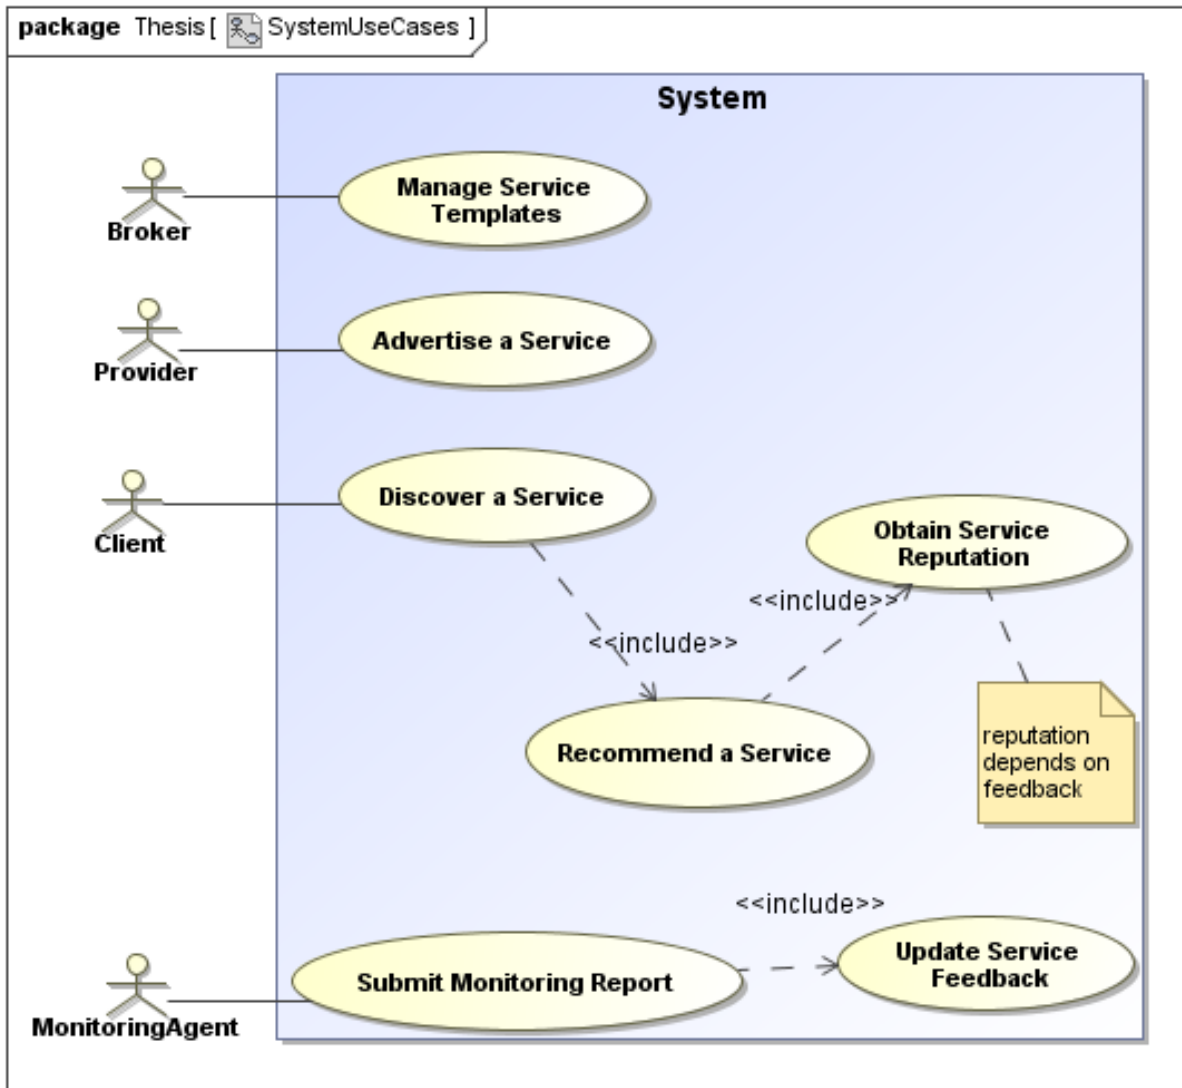 package Thesis [ SystemUseCases ]
System
Manage Service
Templates
Broker
Advertise a Service
Provider
Discover a Service
Client
Obtain Service
Reputation
<<include>>
<<include>>
Recommend a Service
reputation
depends on
feedback
<<include>>
Update Service
Feedback
Submit Monitoring Report
MonitoringAgent